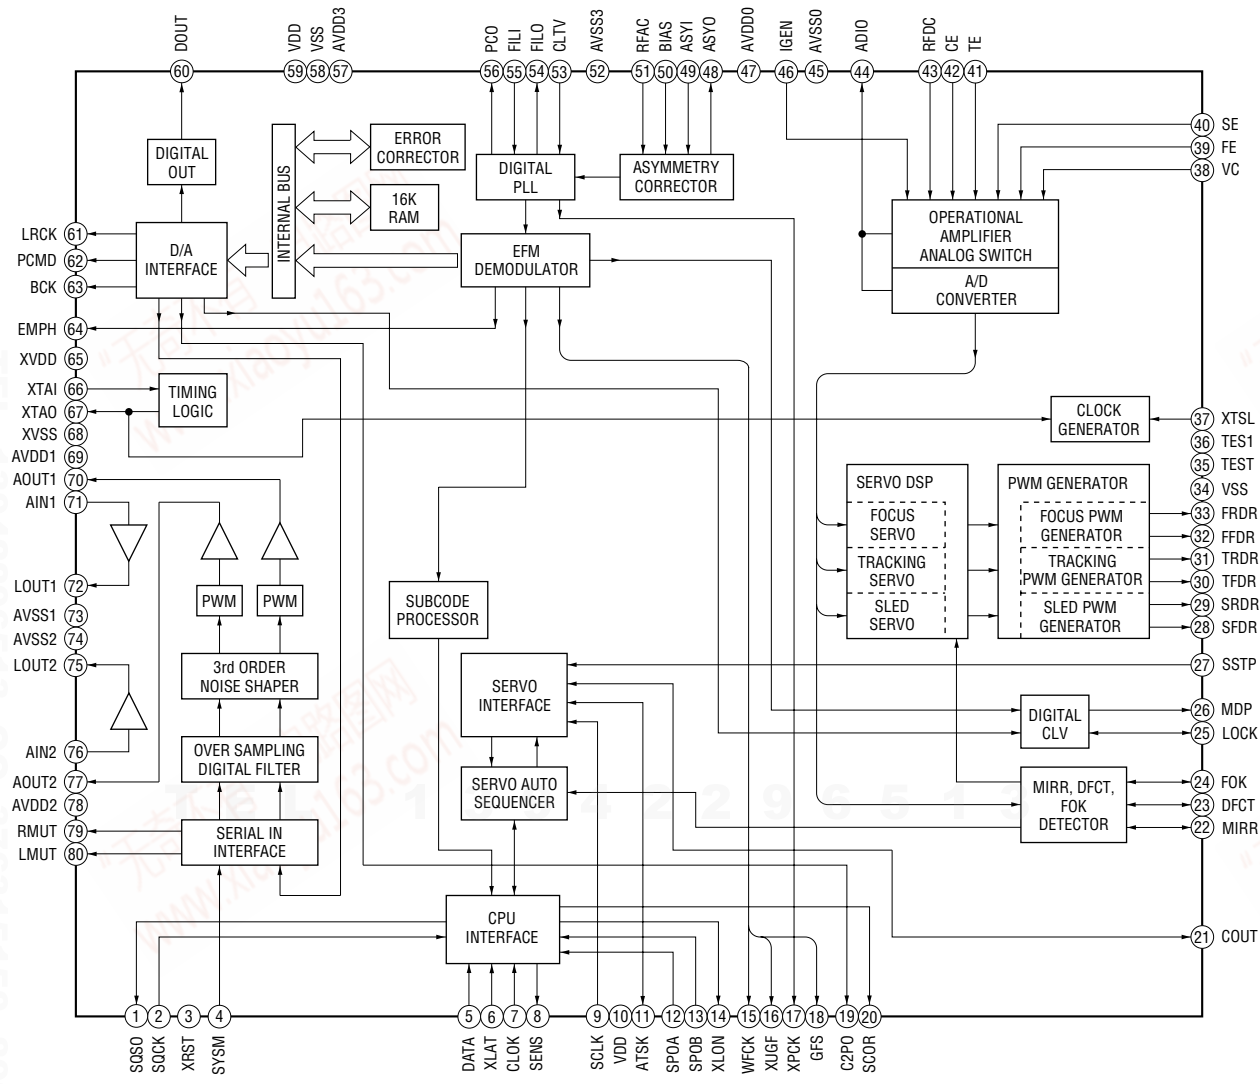 DOUT
VDD
VSS
AVDD3
PCO
FILI
FILO
CLTV
AVSS3
RFAC
BIAS
ASYI
ASYO
AVDD0
IGEN
AVSS0
ADIO
RFDC
CE
TE
60
59
58
57
56
55
54
53
52
51
50
49
48
47
46
45
44
43
42
41
40 SE
39 FE
38 VC
DIGITAL
OUT
INTERNAL BUS
ERROR
CORRECTOR
16K
RAM
DIGITAL
PLL
ASYMMETRY
CORRECTOR
OPERATIONAL
AMPLIFIER
ANALOG SWITCH
A/D
CONVERTER
D/A
INTERFACE
EFM
DEMODULATOR
LRCK 61
PCMD 62
BCK 63
EMPH 64
XVDD 65
XTAI 66
XTAO 67
XVSS 68
AVDD1 69
AOUT1 70
AIN1 71
LOUT1 72
AVSS1 73
AVSS2 74
LOUT2 75
AIN2 76
AOUT2 77
AVDD2 78
RMUT 79
LMUT 80
TIMING
LOGIC
CLOCK
GENERATOR
37 XTSL
36 TES1
35 TEST
34 VSS
33 FRDR
32 FFDR
31 TRDR
30 TFDR
29 SRDR
28 SFDR
27 SSTP
26 MDP
25 LOCK
24 FOK
23 DFCT
22 MIRR
21 COUT
SERVO DSP
FOCUS
SERVO
TRACKING
SERVO
SLED
SERVO
PWM GENERATOR
FOCUS PWM
GENERATOR
TRACKING
PWM GENERATOR
SLED PWM
GENERATOR
PWM
PWM
SUBCODE
PROCESSOR
3rd ORDER
NOISE SHAPER
SERVO
INTERFACE
DIGITAL
CLV
OVER SAMPLING
DIGITAL FILTER
SERVO AUTO
SEQUENCER
MIRR, DFCT,
FOK
DETECTOR
SERIAL IN
INTERFACE
CPU
INTERFACE
1
2
3
4
5
6
7
8
9
10
11
12
13
14
15
16
17
18
19
20
SQSO
SQCK
XRST
SYSM
DATA
XLAT
CLOK
SENS
SCLK
VDD
ATSK
SPOA
SPOB
XLON
WFCK
XUGF
XPCK
GFS
C2PO
SCOR
www.xiaoyu163.com
www.xiaoyu163.com
TEL 13942296513